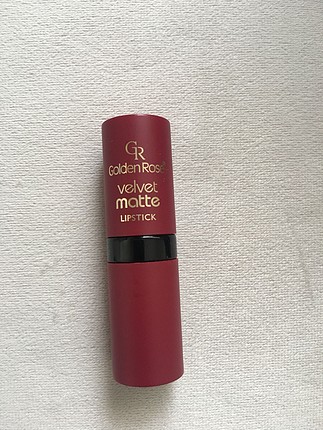 GR
Golden Rose
velvet
matte
LIPSTICK